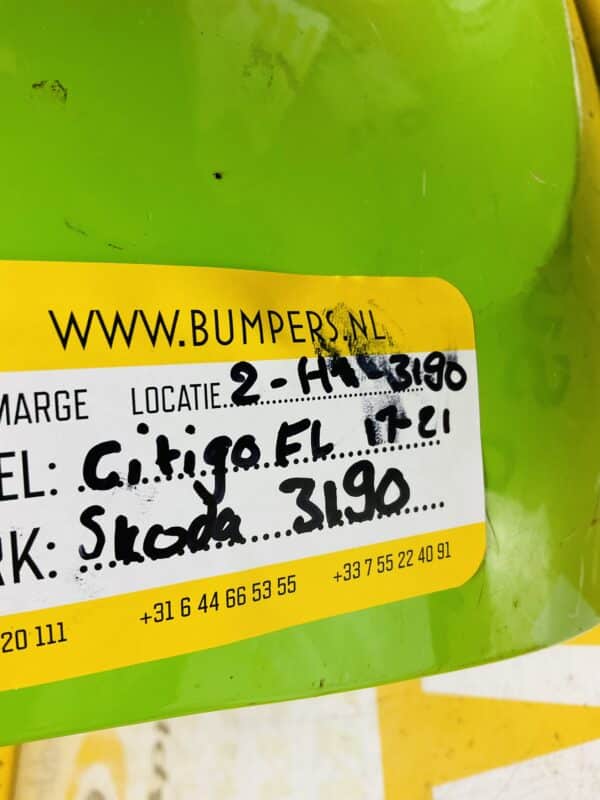 WWW.BUMPERS.NL
MARGE LOCATIE 2-H 3190
EL: Citigo FL 17-21
RK: Skoda 3190
20 111 +31 6 44 66 53 55 +33 7 55 22 40 91